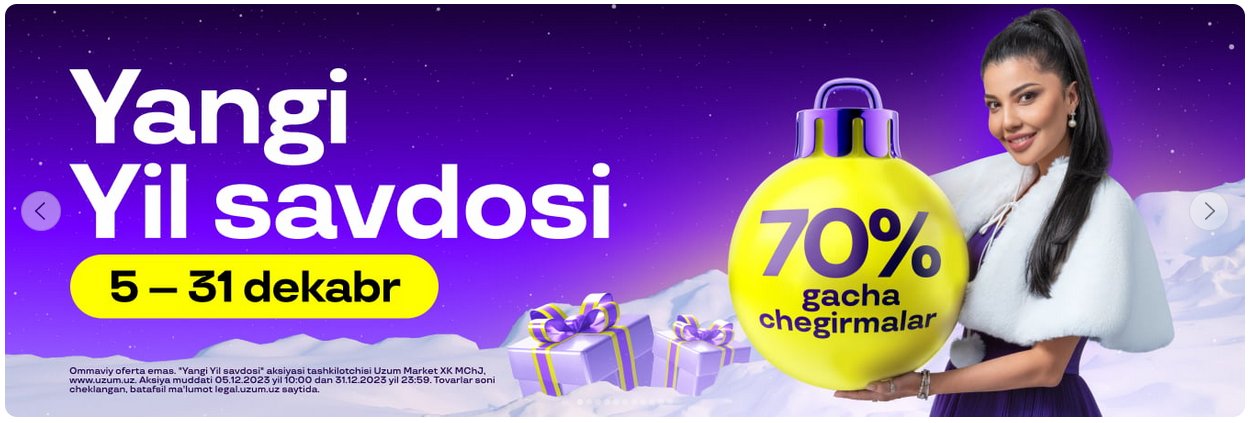 Yangi
Yil savdosi
5 – 31 dekabr
Ommaviy oferta emas. "Yangi Yil savdosi" aksiyasi tashkilotchisi Uzum Market XK MChJ,
www.uzum.uz. Aksiya muddati 05.12.2023 yil 10:00 dan 31.12.2023 yil 23:59. Tovarlar soni
cheklangan, batafsil ma'lumot legal.uzum.uz saytida.
70%
gacha
chegirmalar